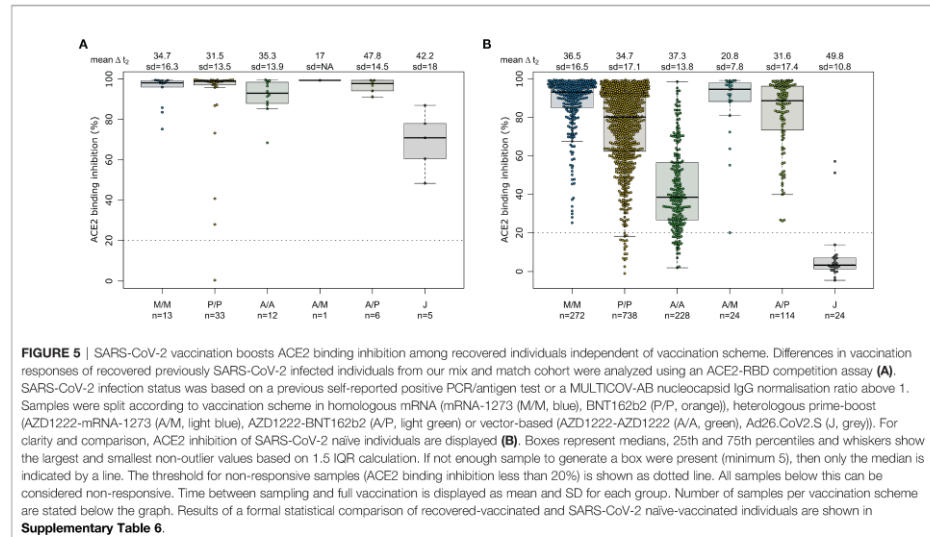 A
B
mean Δ t2
34.7 31.5 35.3 17 47.8 42.2
sd=16.3 sd=13.5 sd=13.9 sd=NA sd=14.5 sd=18
mean Δ t2
36.5 34.7 37.3 20.8 31.6 49.8
sd=16.5 sd=17.1 sd=13.8 sd=7.8 sd=17.4 sd=10.8
ACE2 binding inhibition (%)
100
80
60
40
20
0
M/M P/P A/A A/M A/P J
n=13 n=33 n=12 n=1 n=6 n=5
ACE2 binding inhibition (%)
100
80
60
40
20
0
M/M P/P A/A A/M A/P J
n=272 n=738 n=228 n=24 n=114 n=24
FIGURE 5 | SARS-CoV-2 vaccination boosts ACE2 binding inhibition among recovered individuals independent of vaccination scheme. Differences in vaccination
responses of recovered previously SARS-CoV-2 infected individuals from our mix and match cohort were analyzed using an ACE2-RBD competition assay (A).
SARS-CoV-2 infection status was based on a previous self-reported positive PCR/antigen test or a MULTICOV-AB nucleocapsid IgG normalisation ratio above 1.
Samples were split according to vaccination scheme in homologous mRNA (mRNA-1273 (M/M, blue), BNT162b2 (P/P, orange)), heterologous prime-boost
(AZD1222-mRNA-1273 (A/M, light blue), AZD1222-BNT162b2 (A/P, light green) or vector-based (AZD1222-AZD1222 (A/A, green), Ad26.CoV2.S (J, grey)). For
clarity and comparison, ACE2 inhibition of SARS-CoV-2 naïve individuals are displayed (B). Boxes represent medians, 25th and 75th percentiles and whiskers show
the largest and smallest non-outlier values based on 1.5 IQR calculation. If not enough sample to generate a box were present (minimum 5), then only the median is
indicated by a line. The threshold for non-responsive samples (ACE2 binding inhibition less than 20%) is shown as dotted line. All samples below this can be
considered non-responsive. Time between sampling and full vaccination is displayed as mean and SD for each group. Number of samples per vaccination scheme
are stated below the graph. Results of a formal statistical comparison of recovered-vaccinated and SARS-CoV-2 naïve-vaccinated individuals are shown in
Supplementary Table 6.